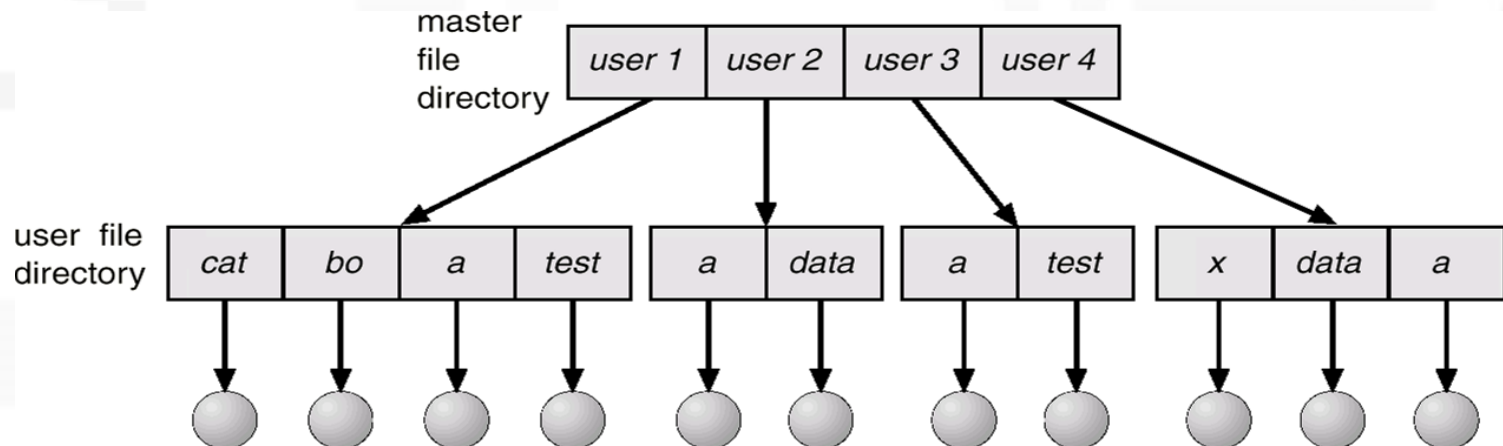 master
file
directory
user 1 user 2 user 3 user 4
user file
directory
cat bo a test a data a test x data a